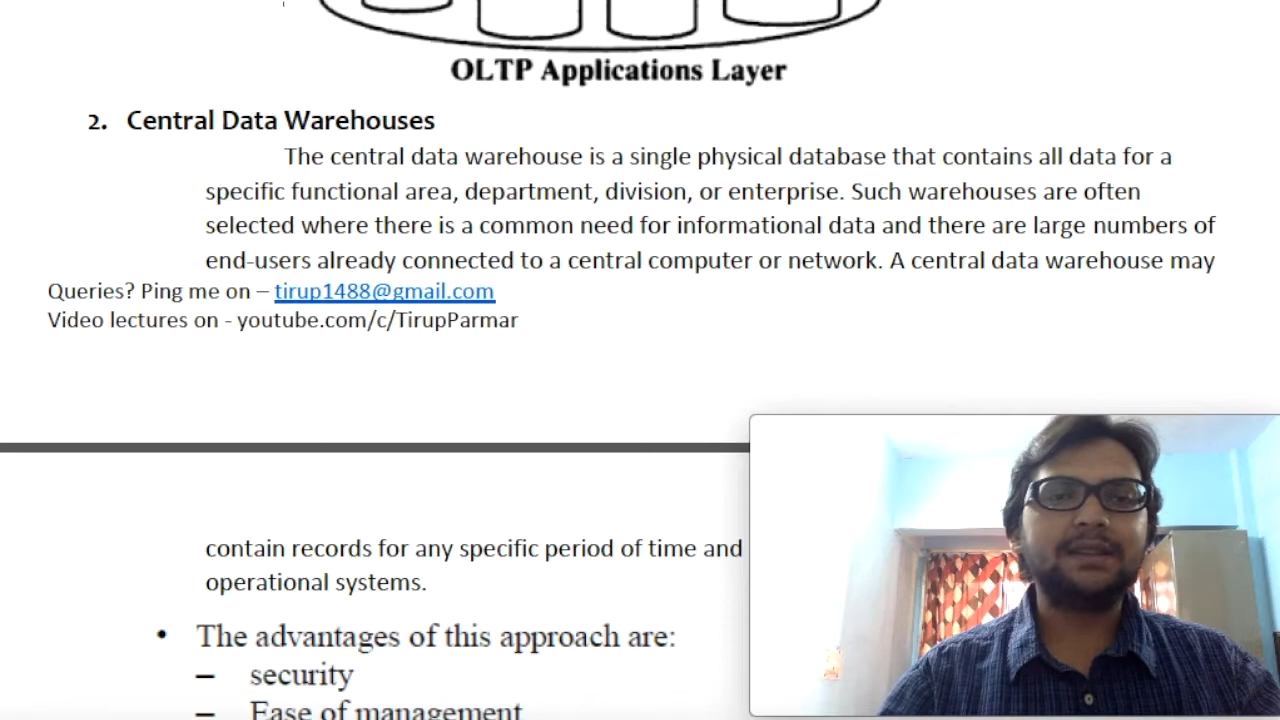 OLTP Applications Layer
2. Central Data Warehouses
The central data warehouse is a single physical database that contains all data for a
specific functional area, department, division, or enterprise. Such warehouses are often
selected where there is a common need for informational data and there are large numbers of
end-users already connected to a central computer or network. A central data warehouse may
Queries? Ping me on – tirup1488@gmail.com
Video lectures on - youtube.com/c/TirupParmar
contain records for any specific period of time and
operational systems.
• The advantages of this approach are:
– security
– Ease of management